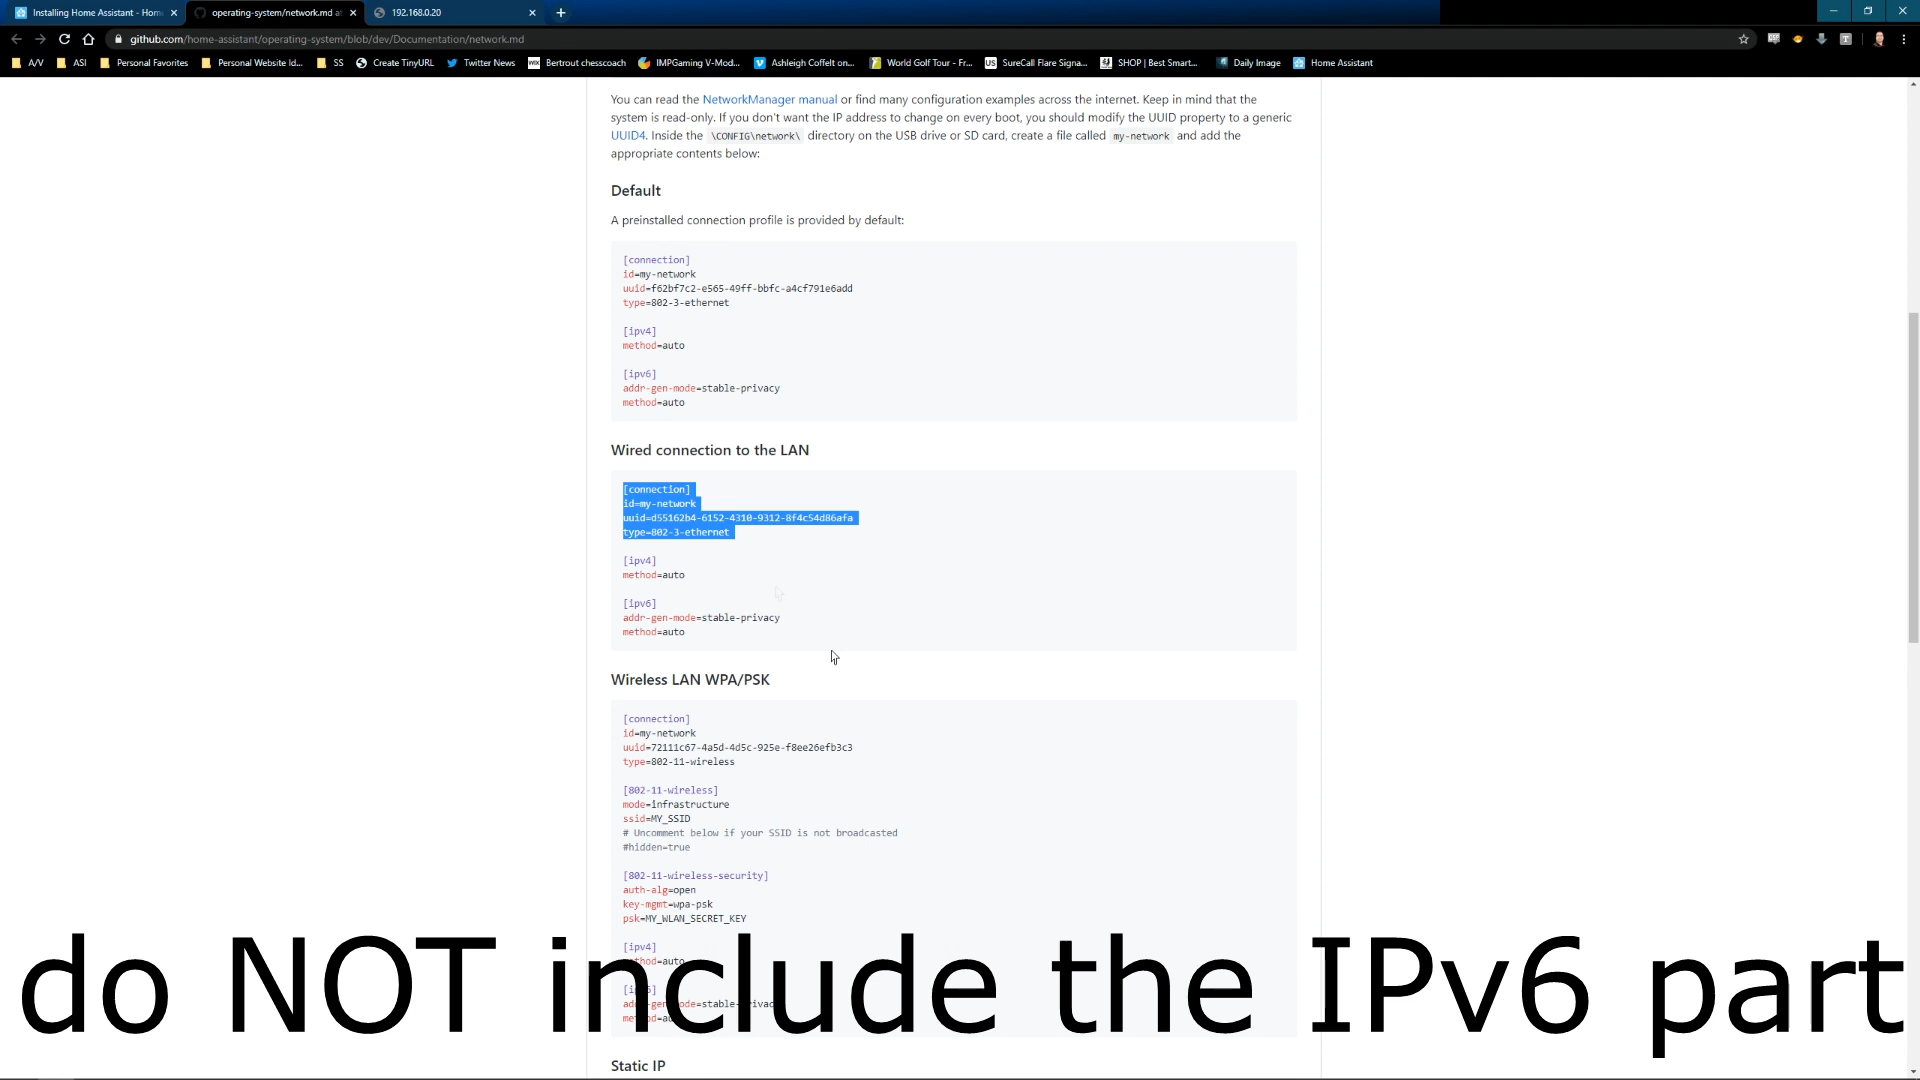 Installing Home Assistant - Hom
operating-system/network.md at
192.168.0.20
github.com/home-assistant/operating-system/blob/dev/Documentation/network.md
A/V
ASI
Personal Favorites
Personal Website Id...
SS
Create TinyURL
Twitter News
Bertrout chesscoach
IMPGaming V-Mod...
Ashleigh Coffelt on...
World Golf Tour - Fr...
SureCall Flare Signa...
SHOP | Best Smart...
Daily Image
Home Assistant
You can read the NetworkManager manual or find many configuration examples across the internet. Keep in mind that the
system is read-only. If you don't want the IP address to change on every boot, you should modify the UUID property to a generic
UUID4. Inside the \CONFIG\network\ directory on the USB drive or SD card, create a file called my-network and add the
appropriate contents below:
Default
A preinstalled connection profile is provided by default:
[connection]
id=my-network
uuid=f62bf7c2-e565-49ff-bbfc-a4cf791e6add
type=802-3-ethernet
[ipv4]
method=auto
[ipv6]
addr-gen-mode=stable-privacy
method=auto
Wired connection to the LAN
[connection]
id=my-network
uuid=d55162b4-6152-4310-9312-8f4c54d86afa
type=802-3-ethernet
[ipv4]
method=auto
[ipv6]
addr-gen-mode=stable-privacy
method=auto
Wireless LAN WPA/PSK
[connection]
id=my-network
uuid=72111c67-4a5d-4d5c-925e-f8ee26efb3c3
type=802-11-wireless
[802-11-wireless]
mode=infrastructure
ssid=MY_SSID
# Uncomment below if your SSID is not broadcasted
#hidden=true
[802-11-wireless-security]
auth-alg=open
key-mgmt=wpa-psk
psk=MY_WLAN_SECRET_KEY
[ipv4]
do NOT include the IPv6 part
Static IP